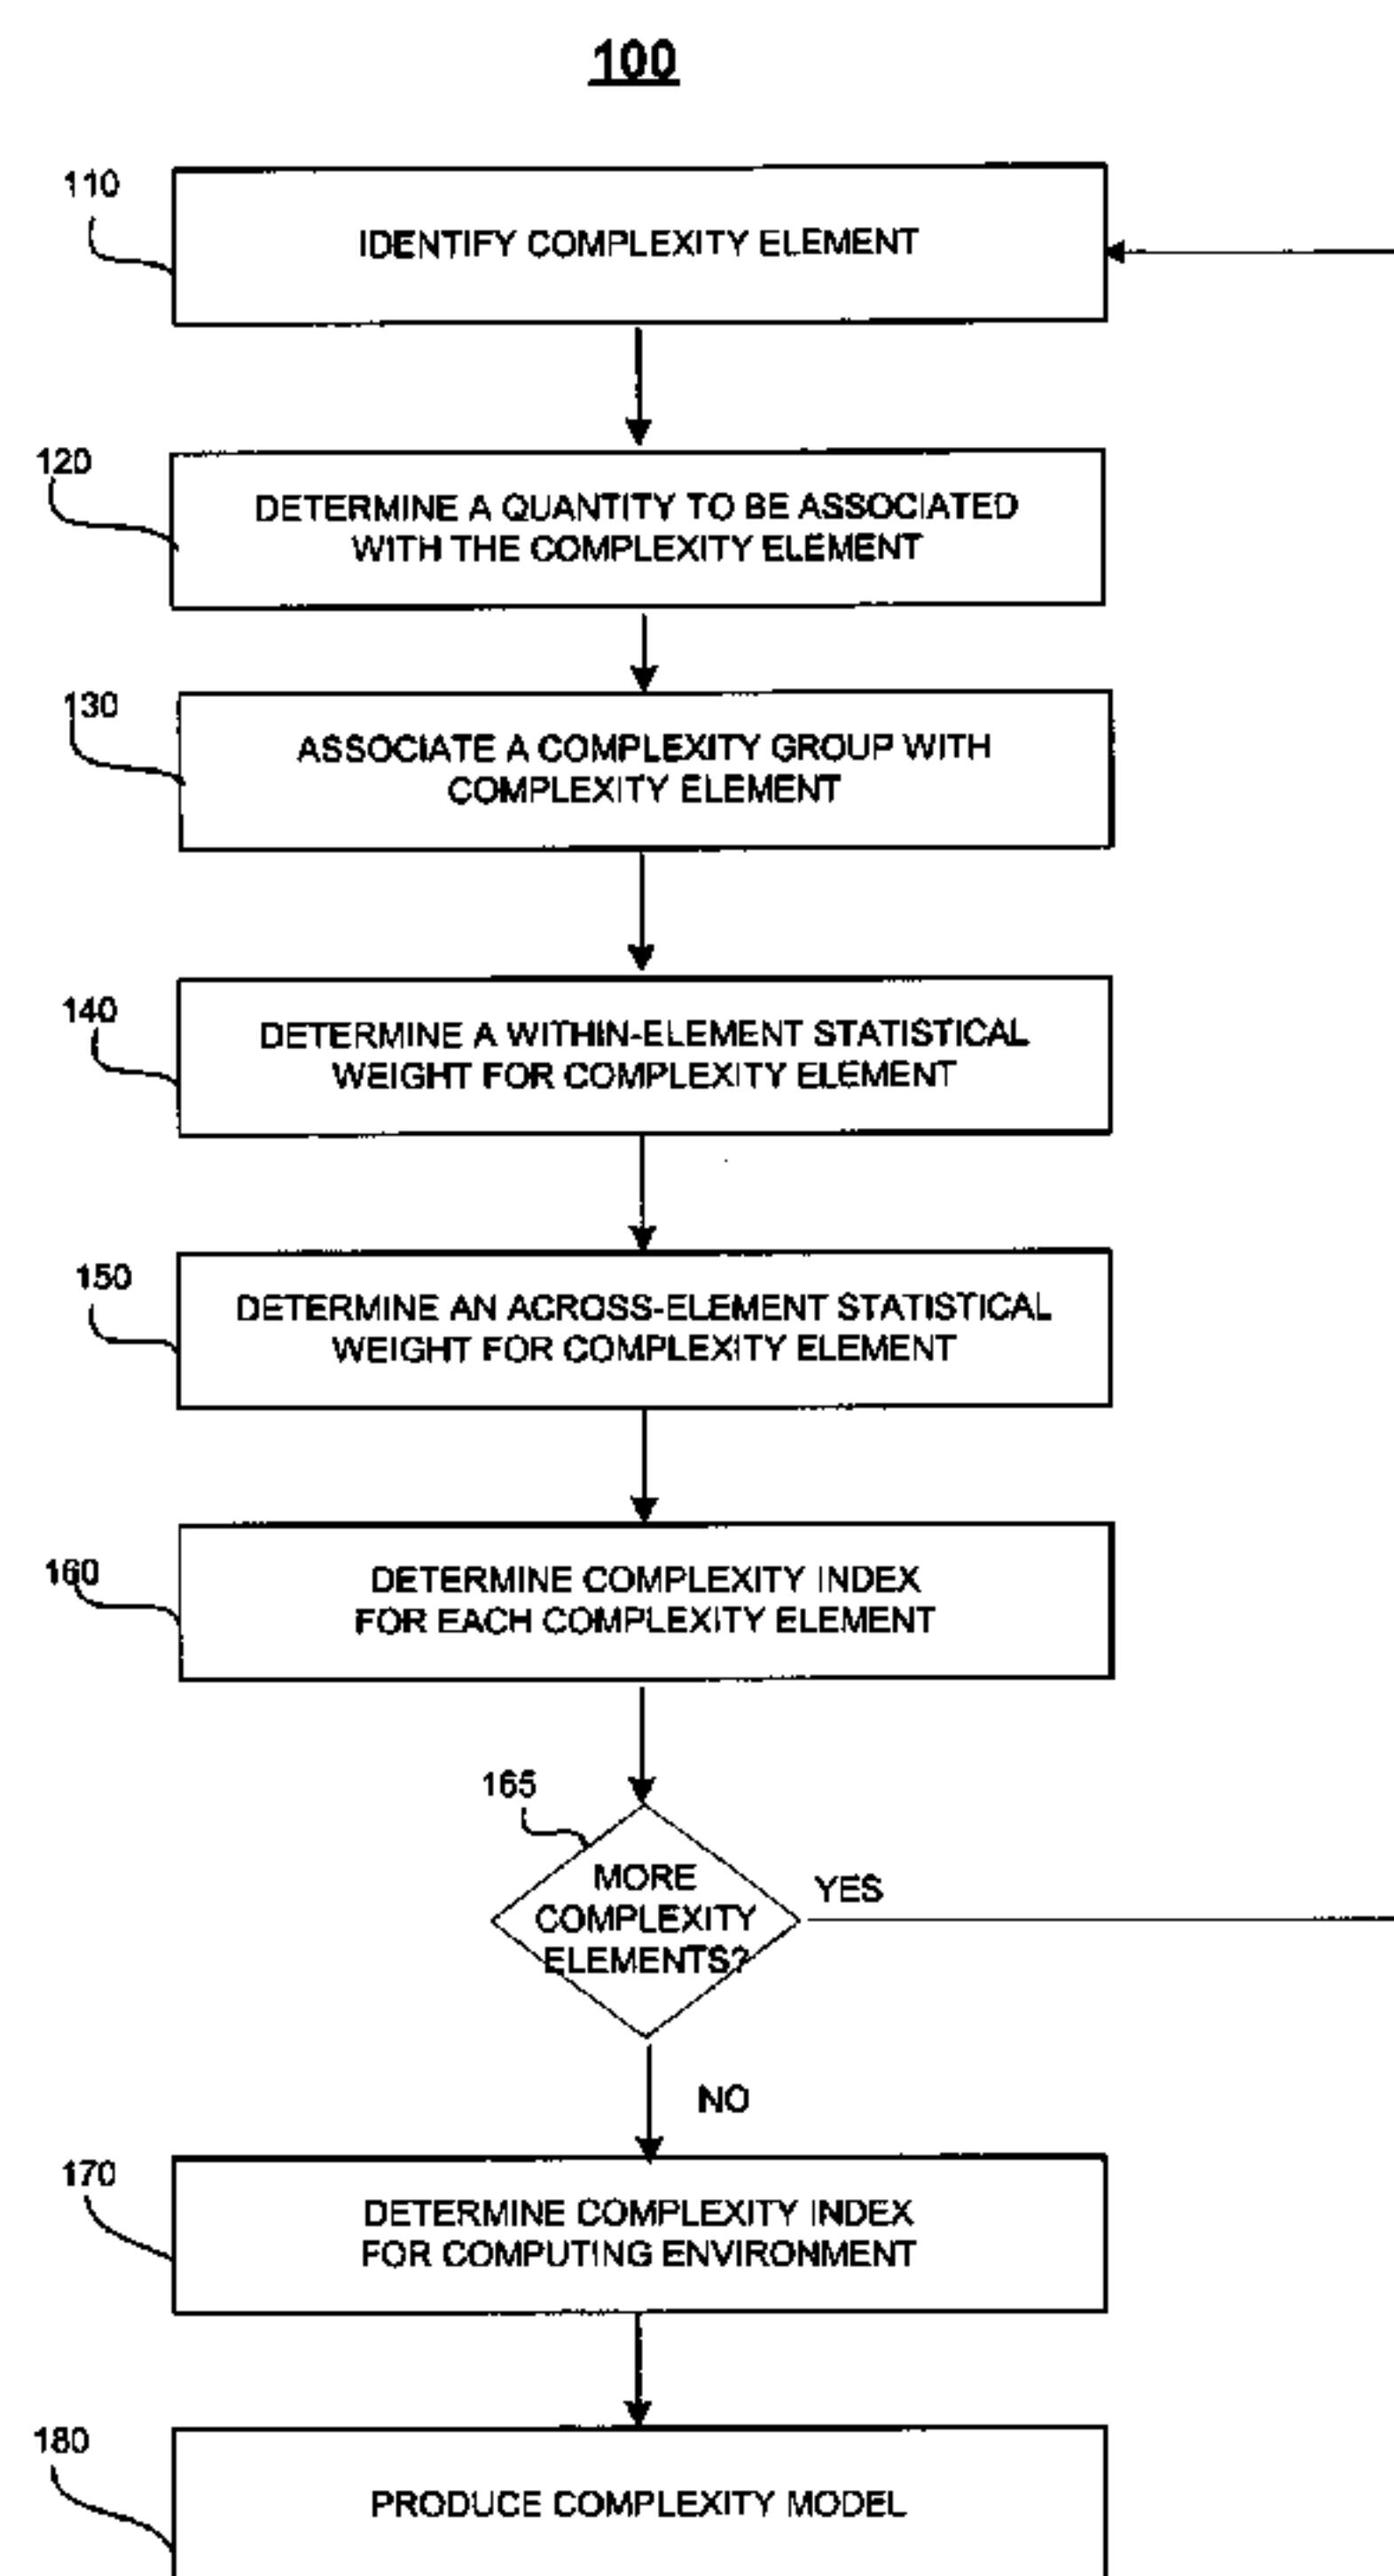 100
110
IDENTIFY COMPLEXITY ELEMENT
120
DETERMINE A QUANTITY TO BE ASSOCIATED
WITH THE COMPLEXITY ELEMENT
130
ASSOCIATE A COMPLEXITY GROUP WITH
COMPLEXITY ELEMENT
140
DETERMINE A WITHIN-ELEMENT STATISTICAL
WEIGHT FOR COMPLEXITY ELEMENT
150
DETERMINE AN ACROSS-ELEMENT STATISTICAL
WEIGHT FOR COMPLEXITY ELEMENT
160
DETERMINE COMPLEXITY INDEX
FOR EACH COMPLEXITY ELEMENT
165
MORE
COMPLEXITY
ELEMENTS?
YES
NO
170
DETERMINE COMPLEXITY INDEX
FOR COMPUTING ENVIRONMENT
180
PRODUCE COMPLEXITY MODEL